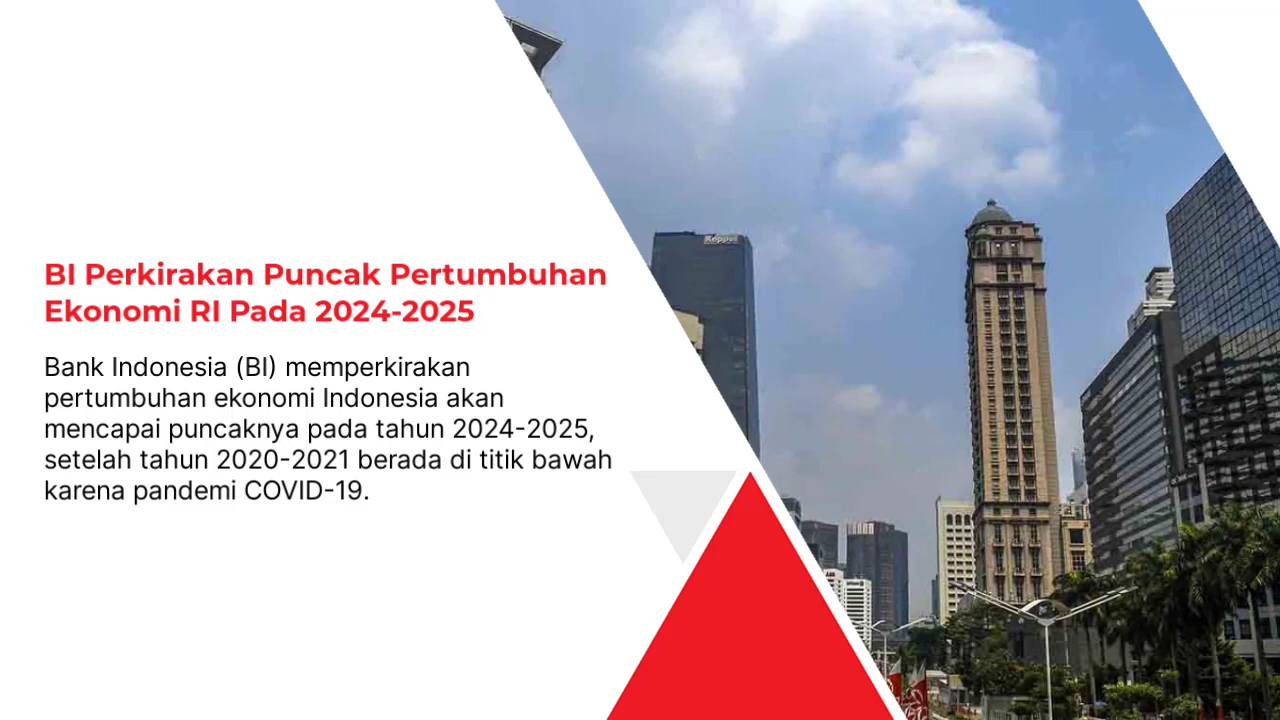 BI Perkirakan Puncak Pertumbuhan
Ekonomi RI Pada 2024-2025
Bank Indonesia (BI) memperkirakan
pertumbuhan ekonomi Indonesia akan
mencapai puncaknya pada tahun 2024-2025,
setelah tahun 2020-2021 berada di titik bawah
karena pandemi COVID-19.
Keppel